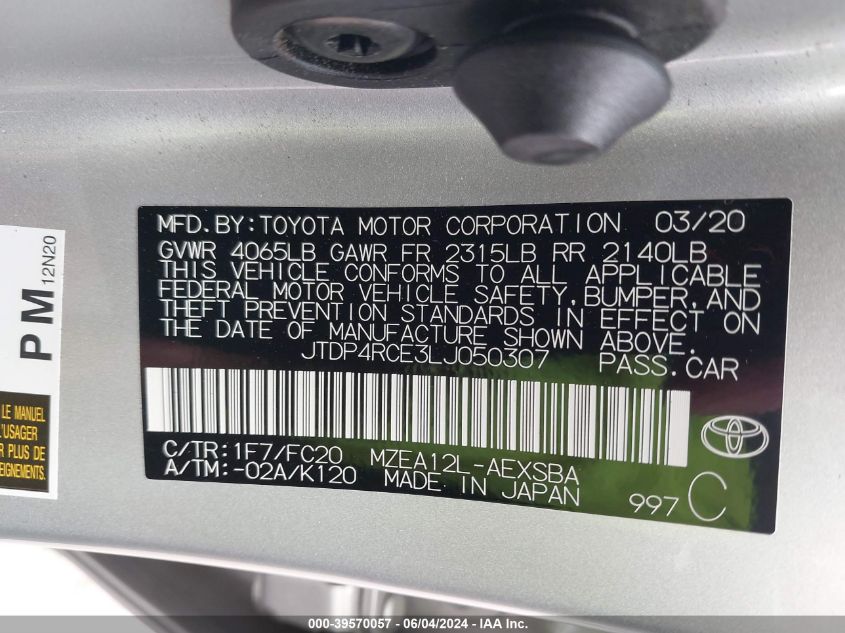 MFD.BY:TOYOTA MOTOR CORPORATION 03/20
GVWR 4065LB GAWR FR 2315LB RR 2140LB
THIS VEHICLE CONFORMS TO ALL APPLICABLE
FEDERAL MOTOR VEHICLE SAFETY,BUMPER,AND
THEFT PREVENTION STANDARDS IN EFFECT ON
THE DATE OF MANUFACTURE SHOWN ABOVE.
JTDP4RCE3LJ050307 PASS.CAR
C/TR:1F7/FC20 MZEA12L-AEXSBA
A/TM:-02A/K120 MADE IN JAPAN
997 C
PM 12N20
LE MANUEL
L'USAGER
000-39570057 - 06/04/2024 - IAA Inc.